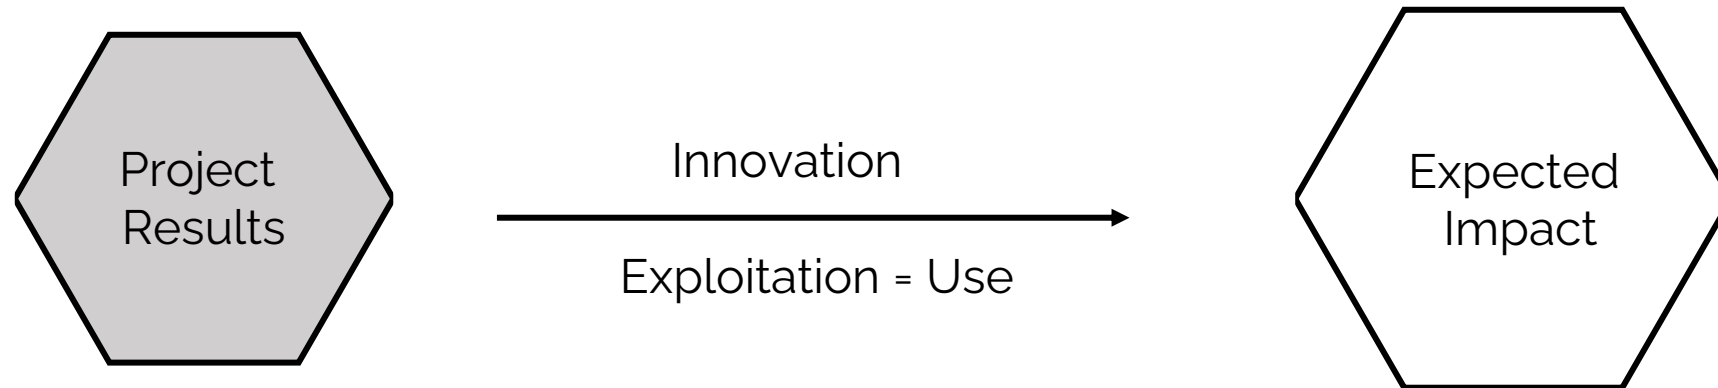 Project
Results
Innovation
Exploitation = Use
Expected
Impact